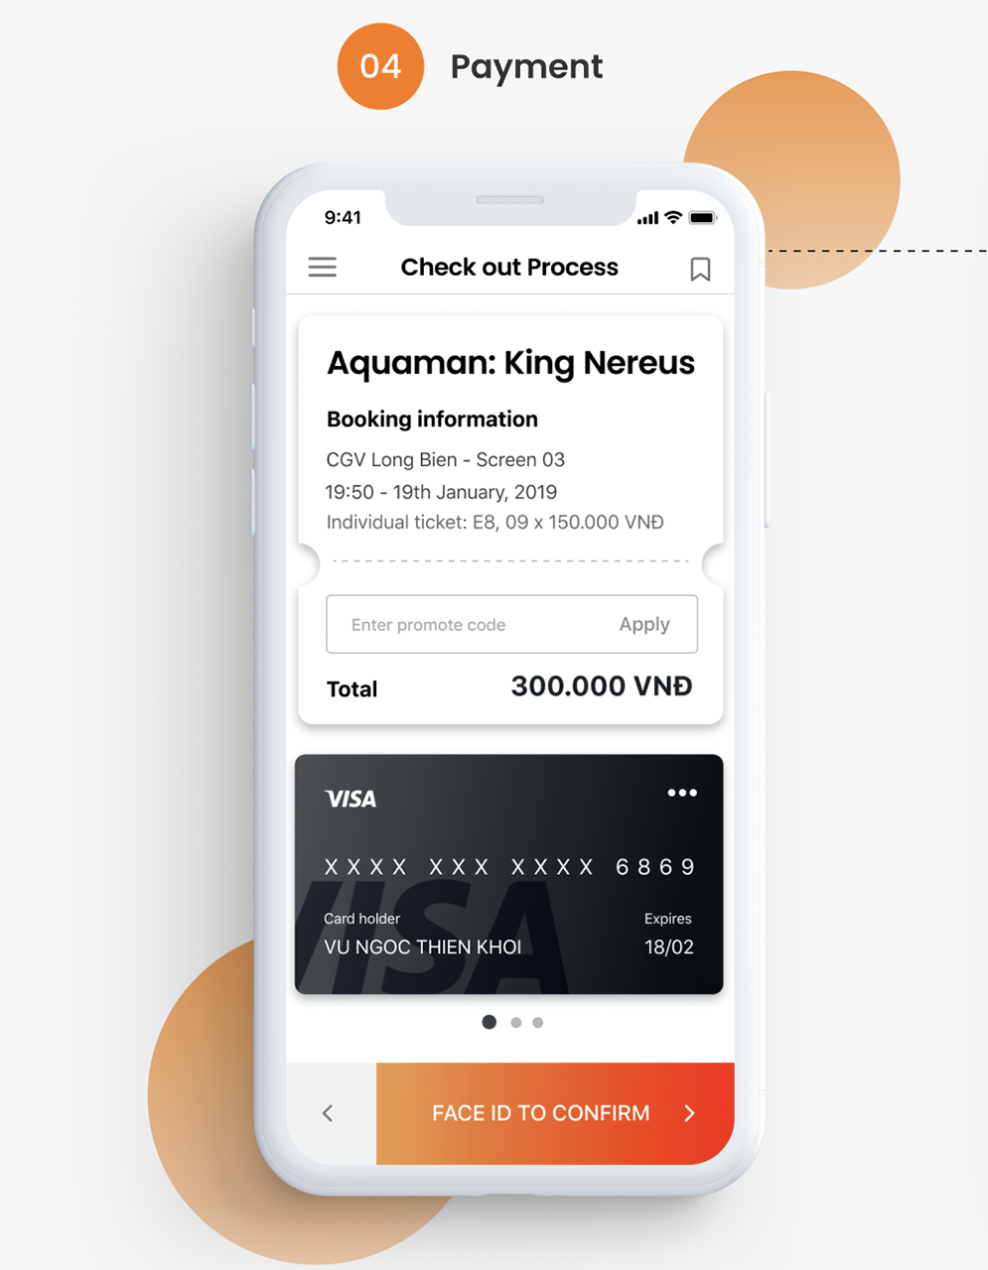 04 Payment
9:41
Check out Process
Aquaman: King Nereus
Booking information
CGV Long Bien - Screen 03
19:50 - 19th January, 2019
Individual ticket: E8, 09 x 150.000 VNĐ
Enter promote code Apply
Total 300.000 VNĐ
VISA
XXXX XXX XXXX 6869
VISA
Card holder Expires
VU NGOC THIEN KHOI 18/02
FACE ID TO CONFIRM